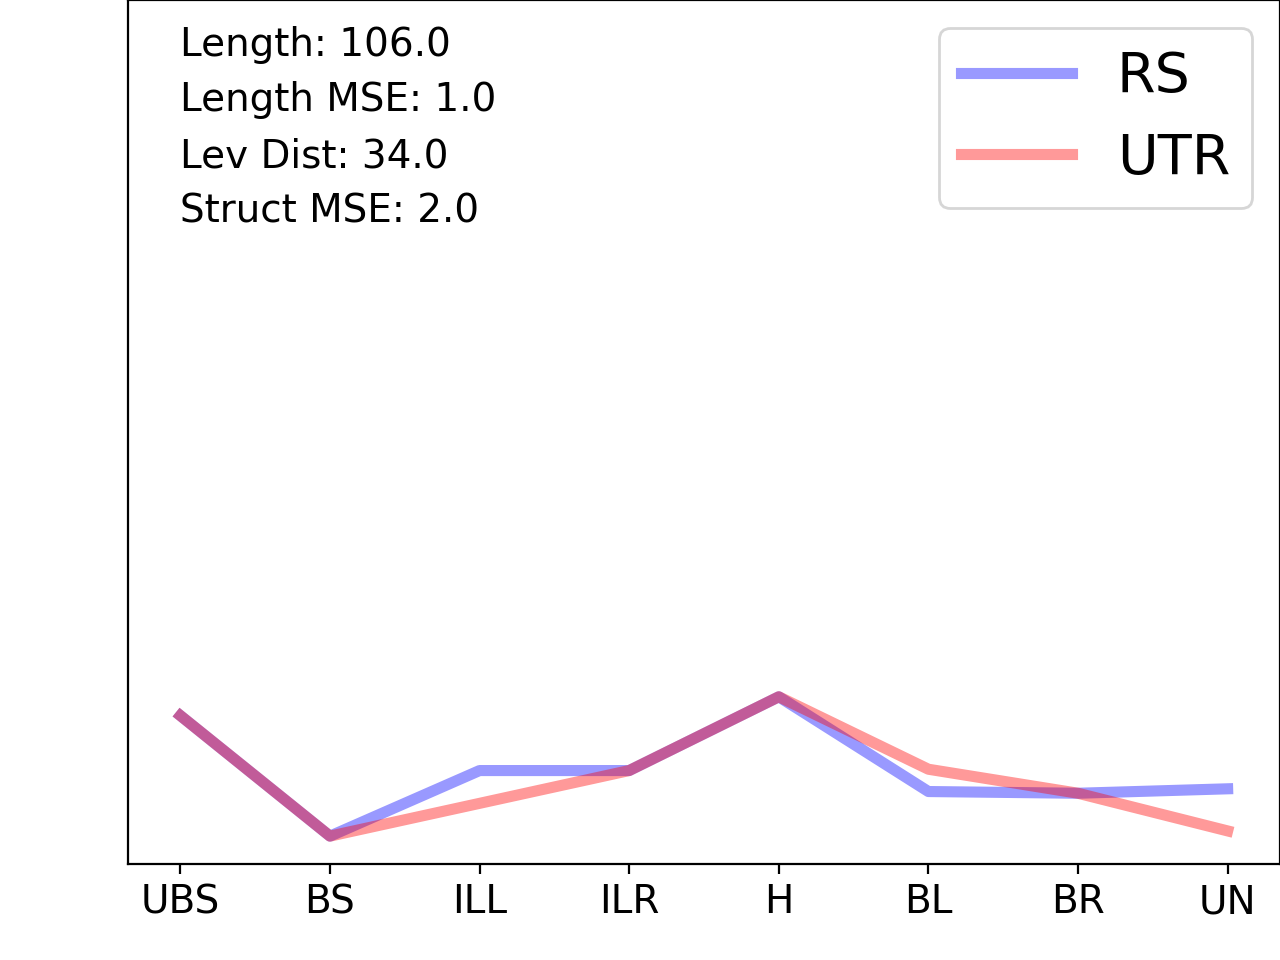 Length: 106.0
Length MSE: 1.0
Lev Dist: 34.0
Struct MSE: 2.0
RS
UTR
UBS BS ILL ILR H BL BR UN